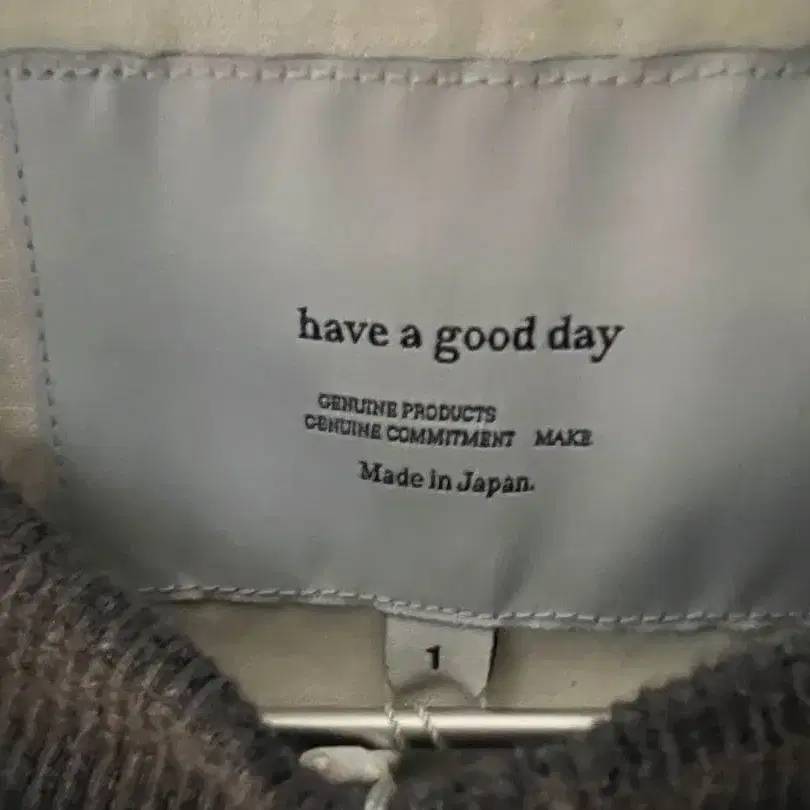 have a good day
GENUINE PRODUCTS
GENUINE COMMITMENT MAKE
Made in Japan.
1